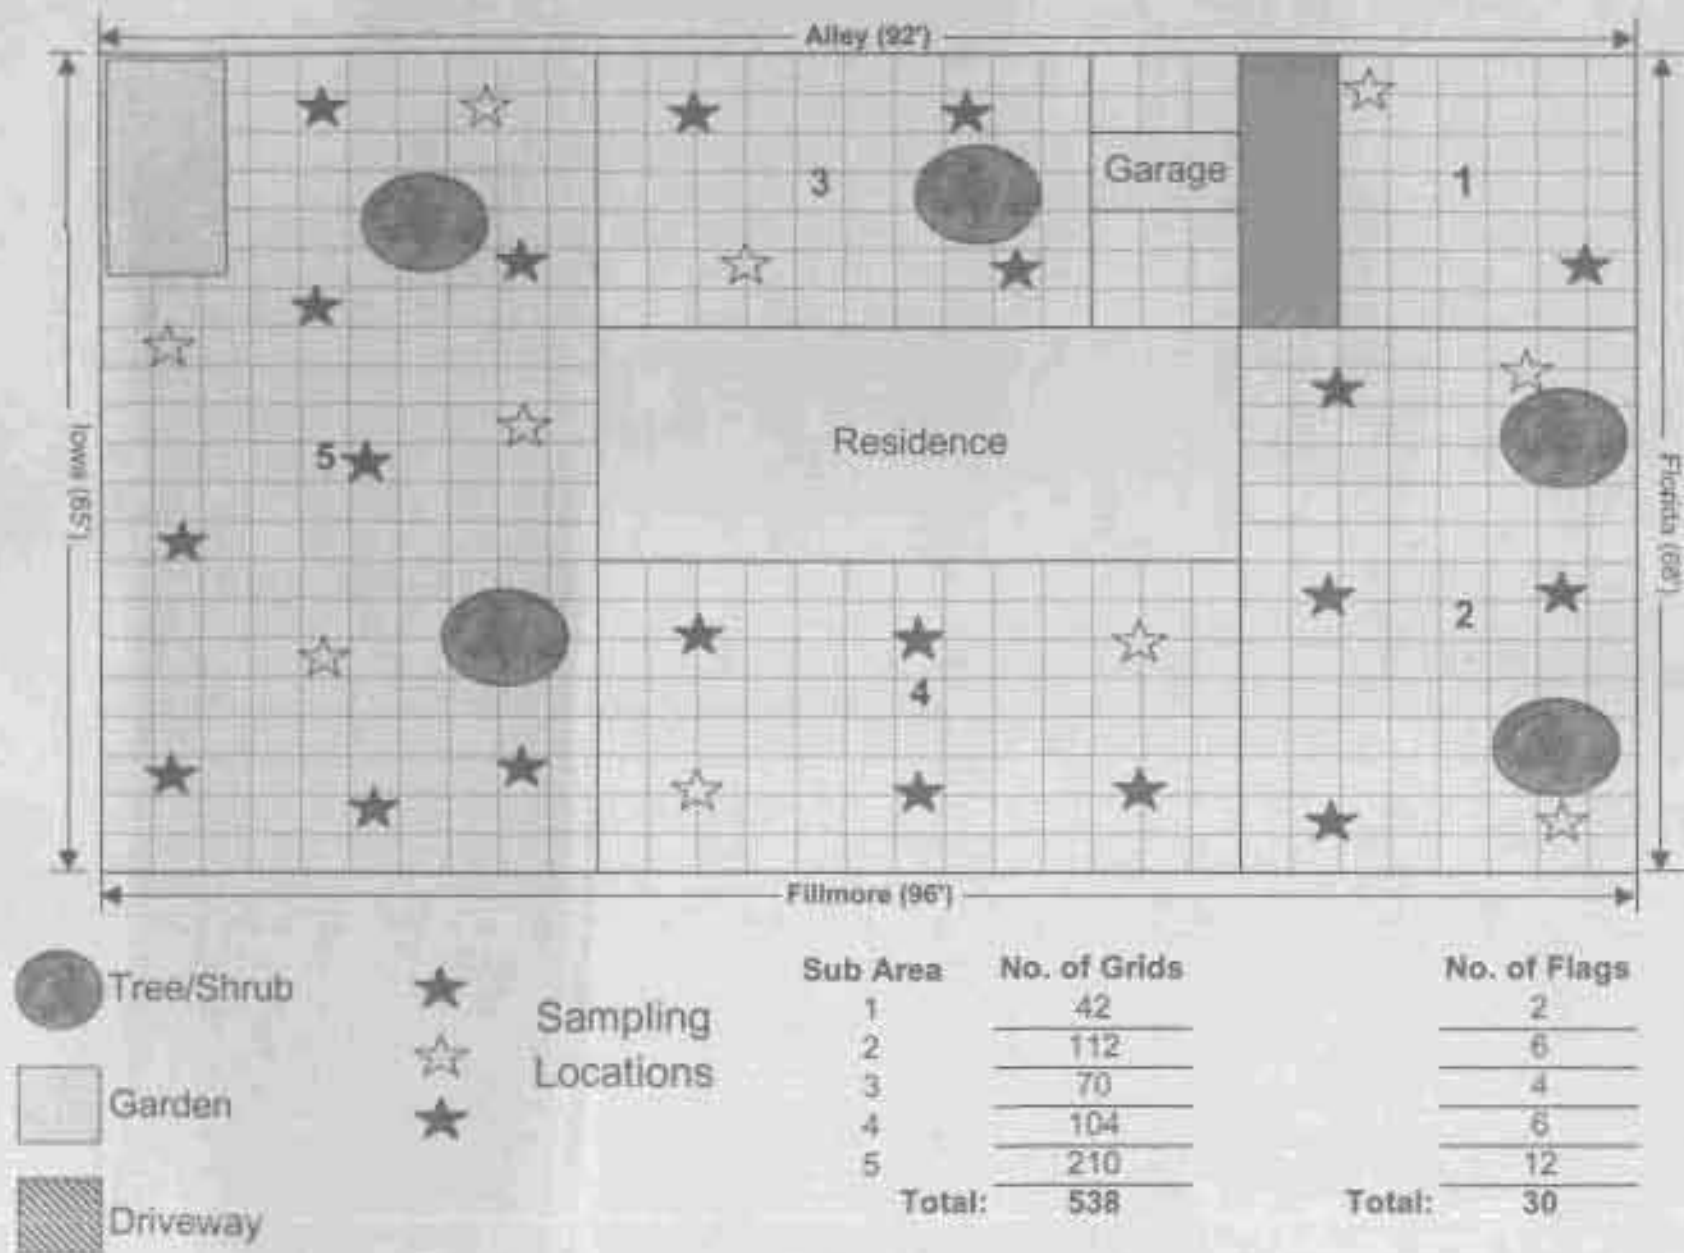 Alley (92')
3
Garage
1
Iowa (65')
5
Residence
Florida (66')
2
4
Fillmore (96')
Tree/Shrub
Garden
Driveway
Sampling
Locations
Sub Area No. of Grids No. of Flags
1 42 2
2 112 6
3 70 4
4 104 6
5 210 12
Total: 538 Total: 30